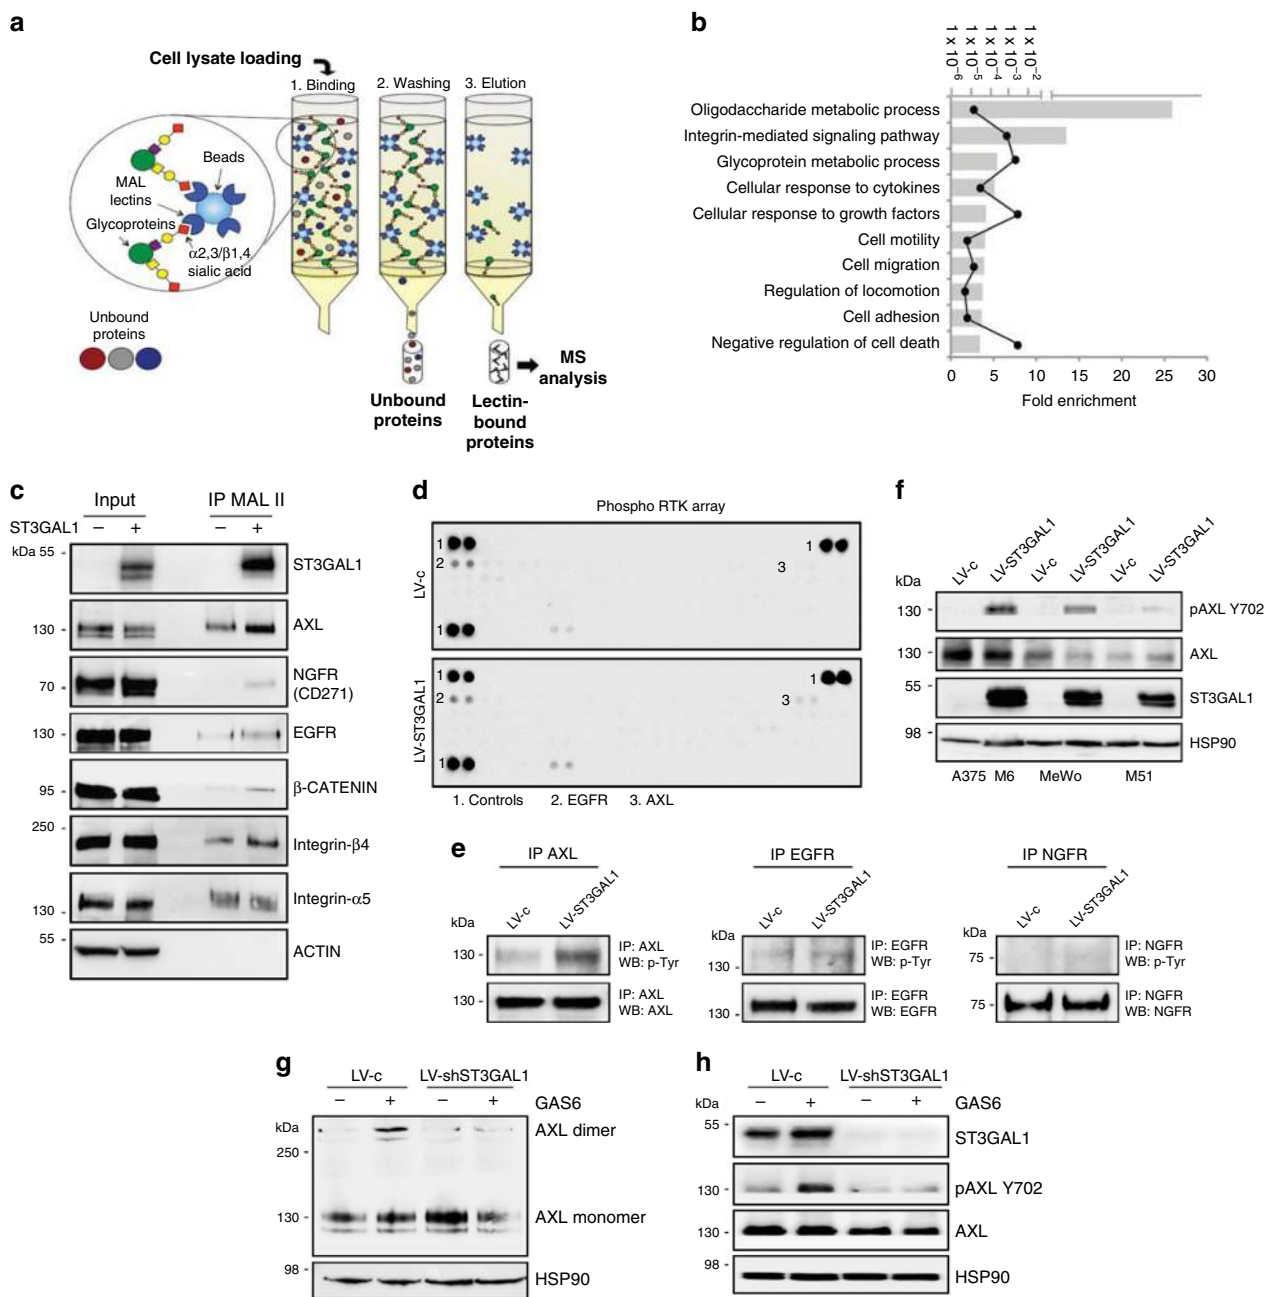 a
Cell lysate loading
1. Binding
2. Washing
3. Elution
Beads
MAL
lectins
Glycoproteins
α2,3/β1,4
sialic acid
Unbound
proteins
Unbound
proteins
Lectin-
bound
proteins
MS
analysis
b
1 x 10⁻⁶
1 x 10⁻⁵
1 x 10⁻⁴
1 x 10⁻³
1 x 10⁻²
Oligodaccharide metabolic process
Integrin-mediated signaling pathway
Glycoprotein metabolic process
Cellular response to cytokines
Cellular response to growth factors
Cell motility
Cell migration
Regulation of locomotion
Cell adhesion
Negative regulation of cell death
0 5 10 15 20 25 30
Fold enrichment
c
Input IP MAL II
ST3GAL1 – + – +
kDa 55
ST3GAL1
130 AXL
70 NGFR
(CD271)
130 EGFR
95 β-CATENIN
250
Integrin-β4
Integrin-α5
130
55
ACTIN
d
Phospho RTK array
LV-c
1
2
1
1
3
LV-ST3GAL1
1
2
1
1
3
1. Controls 2. EGFR 3. AXL
e
IP AXL
LV-c LV-ST3GAL1
kDa
130
IP: AXL
WB: p-Tyr
130
IP: AXL
WB: AXL
IP EGFR
LV-c LV-ST3GAL1
kDa
130
IP: EGFR
WB: p-Tyr
130
IP: EGFR
WB: EGFR
IP NGFR
LV-c LV-ST3GAL1
kDa
75
IP: NGFR
WB: p-Tyr
75
IP: NGFR
WB: NGFR
f
LV-c LV-ST3GAL1 LV-c LV-ST3GAL1 LV-c LV-ST3GAL1
kDa
130 pAXL Y702
130 AXL
55
ST3GAL1
98
HSP90
A375 M6 MeWo M51
g
LV-c LV-shST3GAL1
– + – + GAS6
kDa
AXL dimer
250
130 AXL monomer
98
HSP90
h
LV-c LV-shST3GAL1
kDa – + – + GAS6
55
ST3GAL1
130 pAXL Y702
130 AXL
98
HSP90